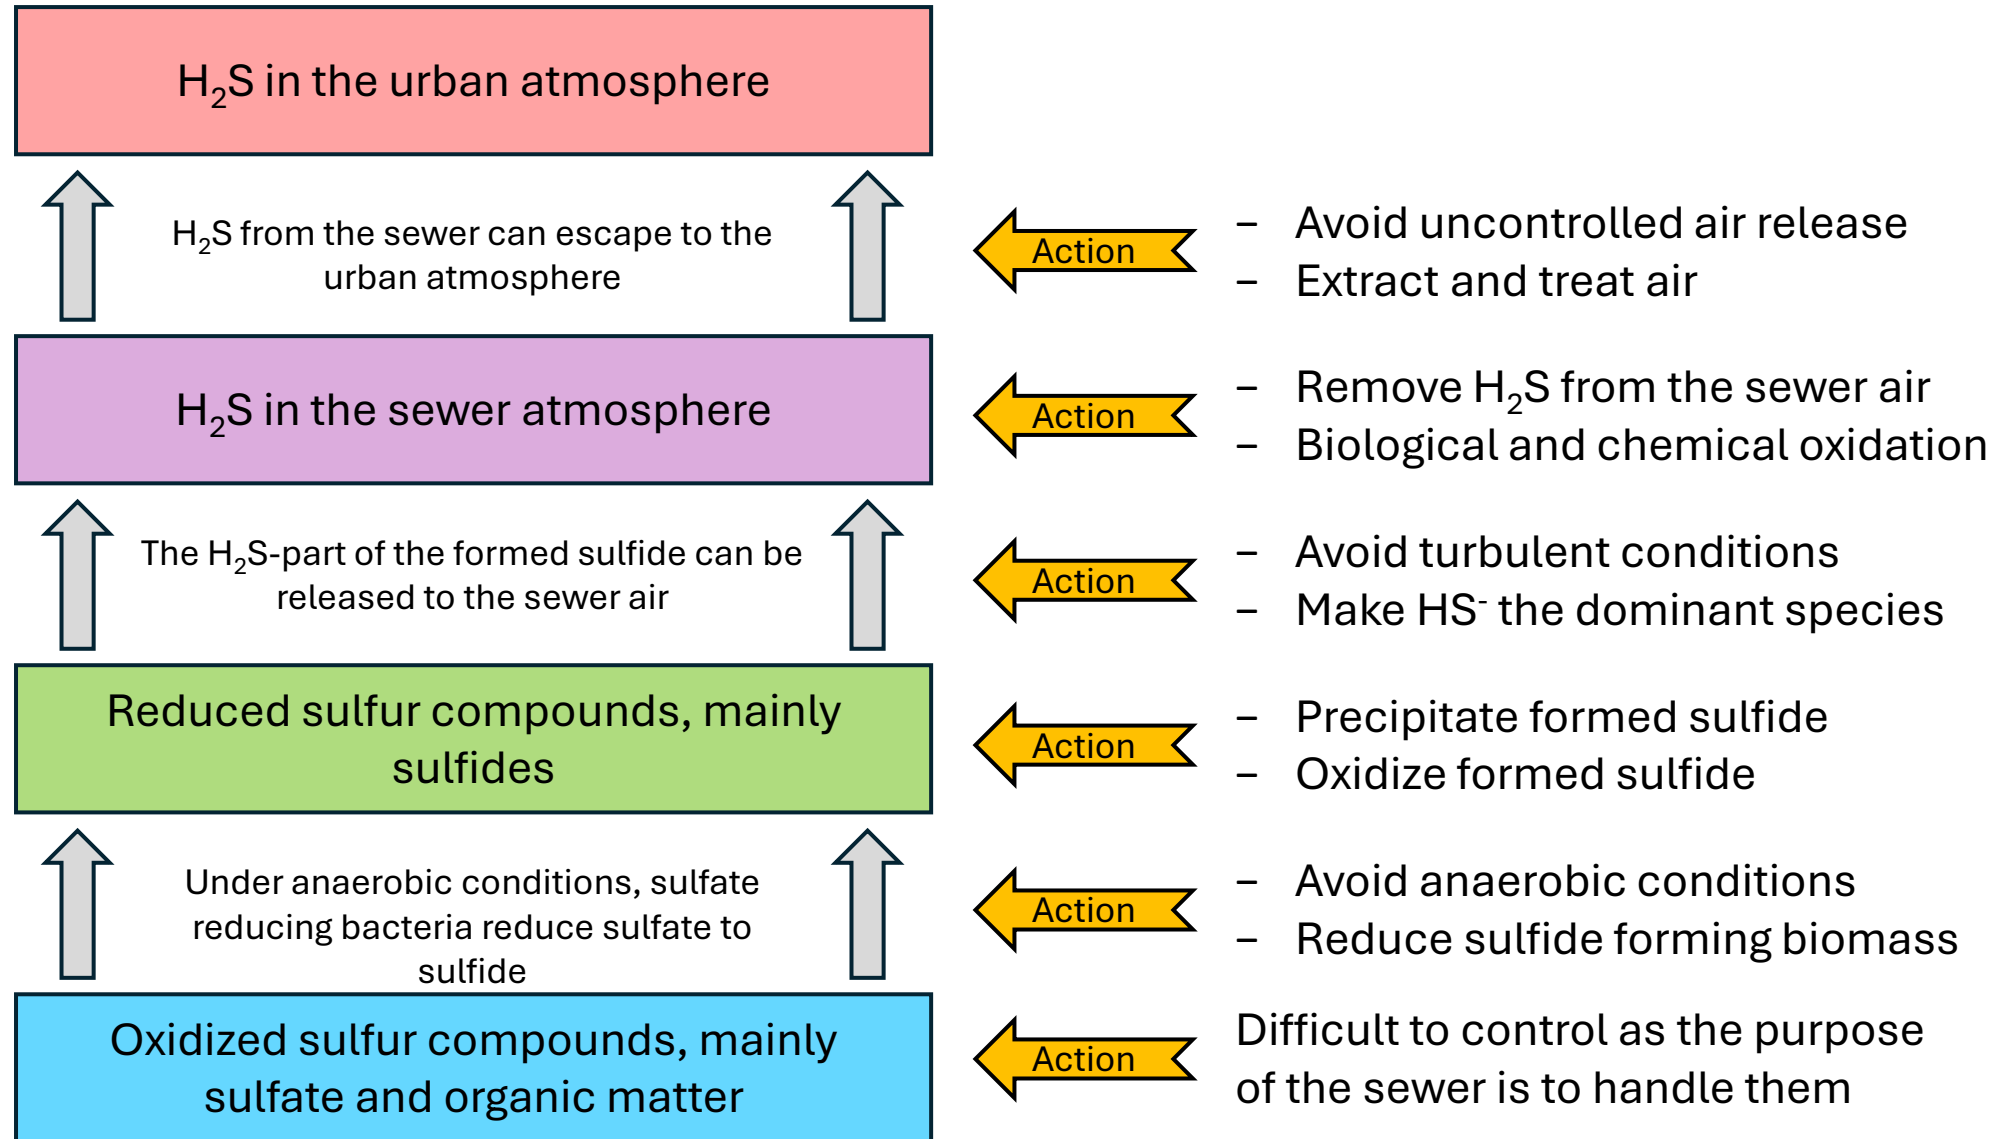 H₂S in the urban atmosphere
H₂S from the sewer can escape to the
urban atmosphere
Action
– Avoid uncontrolled air release
– Extract and treat air
H₂S in the sewer atmosphere
Action
– Remove H₂S from the sewer air
– Biological and chemical oxidation
The H₂S-part of the formed sulfide can be
released to the sewer air
Action
– Avoid turbulent conditions
– Make HS⁻ the dominant species
Reduced sulfur compounds, mainly
sulfides
Action
– Precipitate formed sulfide
– Oxidize formed sulfide
Under anaerobic conditions, sulfate
reducing bacteria reduce sulfate to
sulfide
Action
– Avoid anaerobic conditions
– Reduce sulfide forming biomass
Oxidized sulfur compounds, mainly
sulfate and organic matter
Action
Difficult to control as the purpose
of the sewer is to handle them